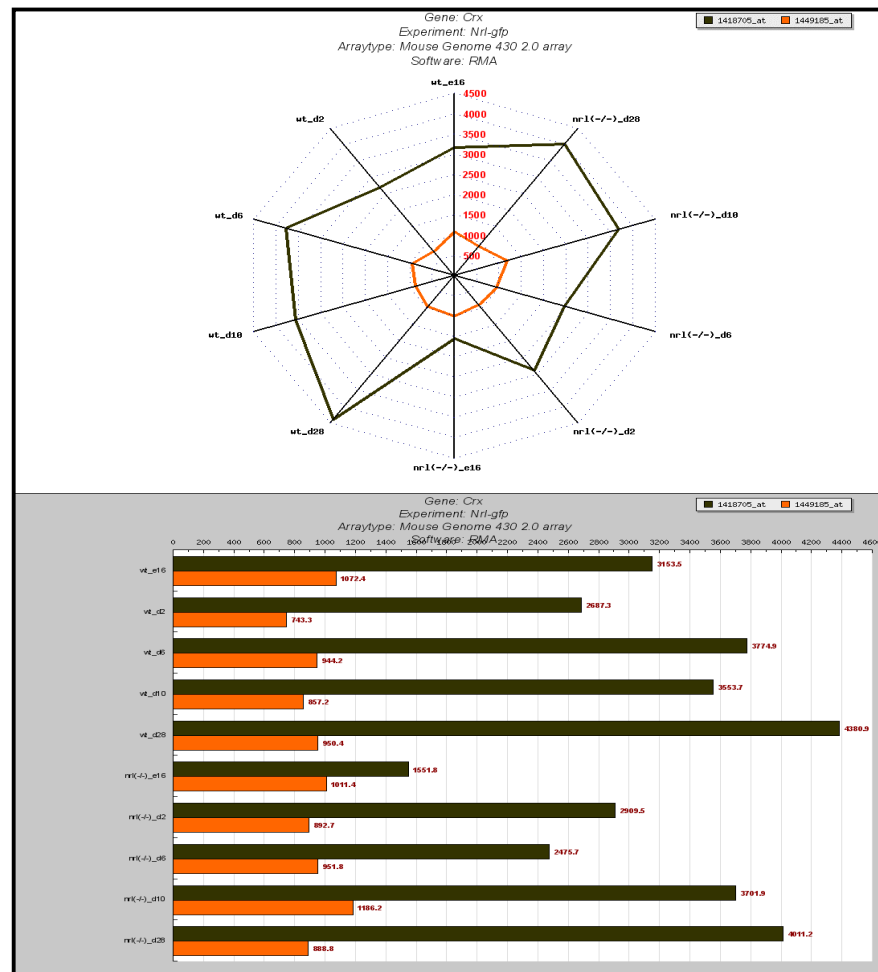 Gene: Crx
Experiment: Nrl-gfp
Arraytype: Mouse Genome 430 2.0 array
Software: RMA
1418705_at 1449185_at
wt_e16
4500
4000
3500
3000
2500
2000
1500
1000
500
nrl(-/-)_d28
nrl(-/-)_d10
nrl(-/-)_d6
nrl(-/-)_d2
nrl(-/-)_e16
wt_d28
wt_d10
wt_d6
wt_d2
Gene: Crx
Experiment: Nrl-gfp
Arraytype: Mouse Genome 430 2.0 array
Software: RMA
1418705_at 1449185_at
0 200 400 600 800 1000 1200 1400 1600 1800 2000 2200 2400 2600 2800 3000 3200 3400 3600 3800 4000 4200 4400 4600
wt_e16 3153.5
1072.4
wt_d2 2687.3
743.3
wt_d6 3774.9
944.2
wt_d10 3553.7
857.2
wt_d28 4380.9
950.4
nrl(-/-)_e16 1551.8
1011.4
nrl(-/-)_d2 2909.5
892.7
nrl(-/-)_d6 2475.7
951.8
nrl(-/-)_d10 3701.9
1186.2
nrl(-/-)_d28 4011.2
888.8